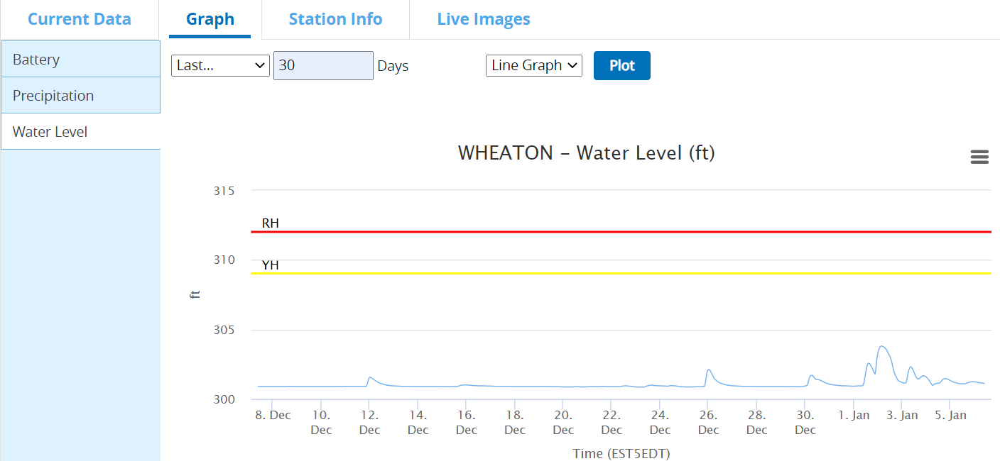 Current Data
Graph
Station Info
Live Images
Battery
Precipitation
Water Level
Last...
30
Days
Line Graph
Plot
WHEATON – Water Level (ft)
315
RH
310
YH
ft
305
300
8. Dec
10. Dec
12. Dec
14. Dec
16. Dec
18. Dec
20. Dec
22. Dec
24. Dec
26. Dec
28. Dec
30. Dec
1. Jan
3. Jan
5. Jan
Time (EST5EDT)